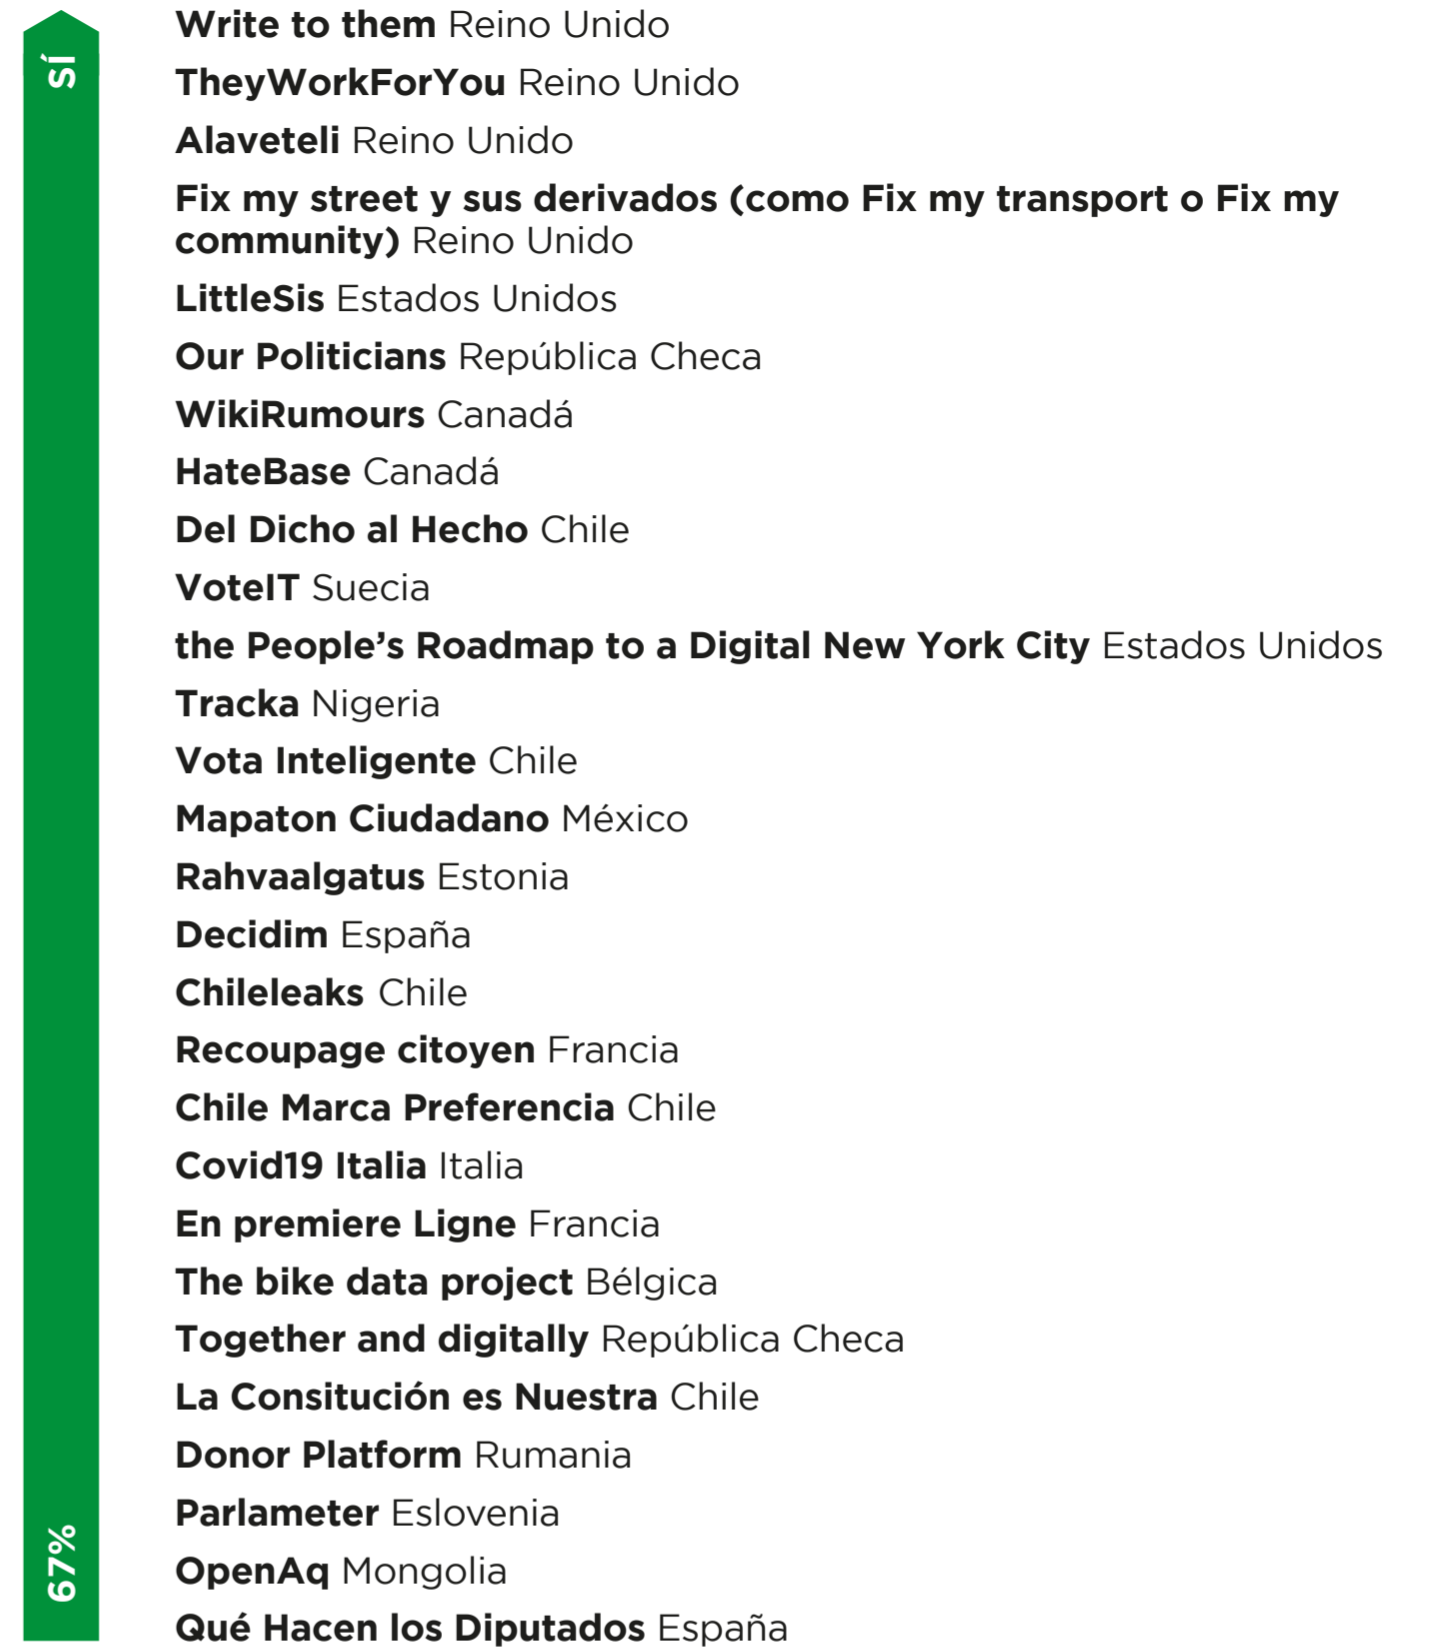 SÍ
Write to them Reino Unido
TheyWorkForYou Reino Unido
Alaveteli Reino Unido
Fix my street y sus derivados (como Fix my transport o Fix my
community) Reino Unido
LittleSis Estados Unidos
Our Politicians República Checa
WikiRumours Canadá
HateBase Canadá
Del Dicho al Hecho Chile
VoteIT Suecia
the People’s Roadmap to a Digital New York City Estados Unidos
Tracka Nigeria
Vota Inteligente Chile
Mapaton Ciudadano México
Rahvaalgatus Estonia
Decidim España
Chileleaks Chile
Recoupage citoyen Francia
Chile Marca Preferencia Chile
Covid19 Italia Italia
En premiere Ligne Francia
The bike data project Bélgica
Together and digitally República Checa
La Consitución es Nuestra Chile
Donor Platform Rumania
Parlameter Eslovenia
OpenAq Mongolia
Qué Hacen los Diputados España
67%